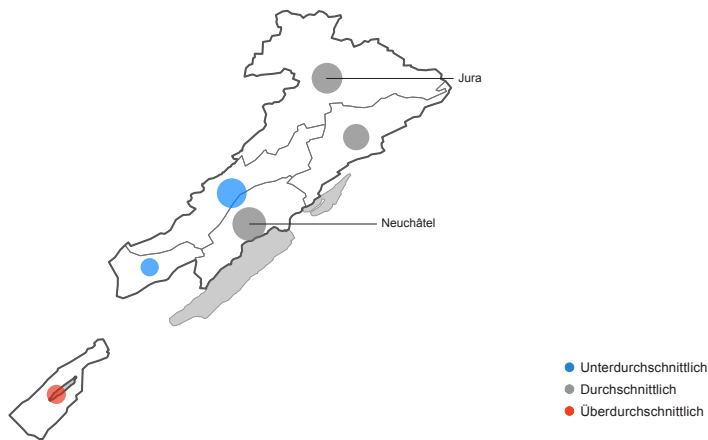 Jura
Neuchâtel
Unterdurchschnittlich
Durchschnittlich
Überdurchschnittlich